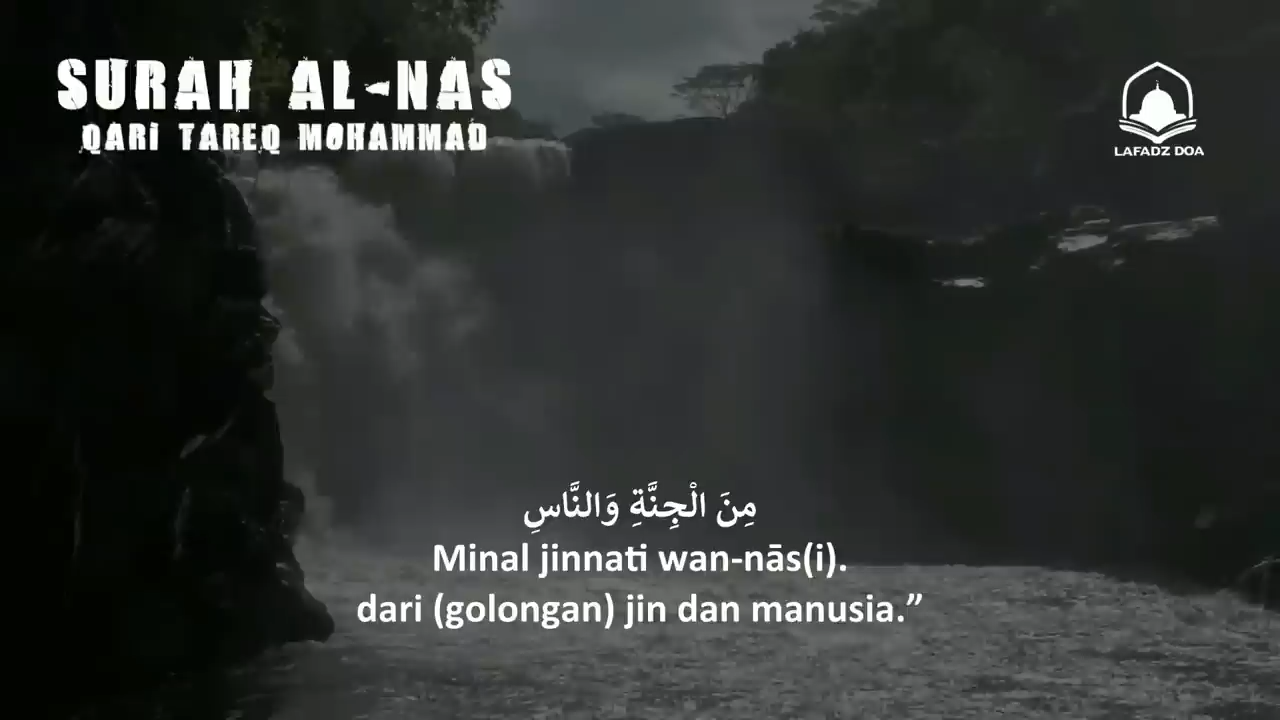 SURAH AL-NAS
QARI TAREQ MOHAMMAD
LAFADZ DOA
مِنَ الْجِنَّةِ وَالنَّاسِ
Minal jinnati wan-nās(i).
dari (golongan) jin dan manusia.”